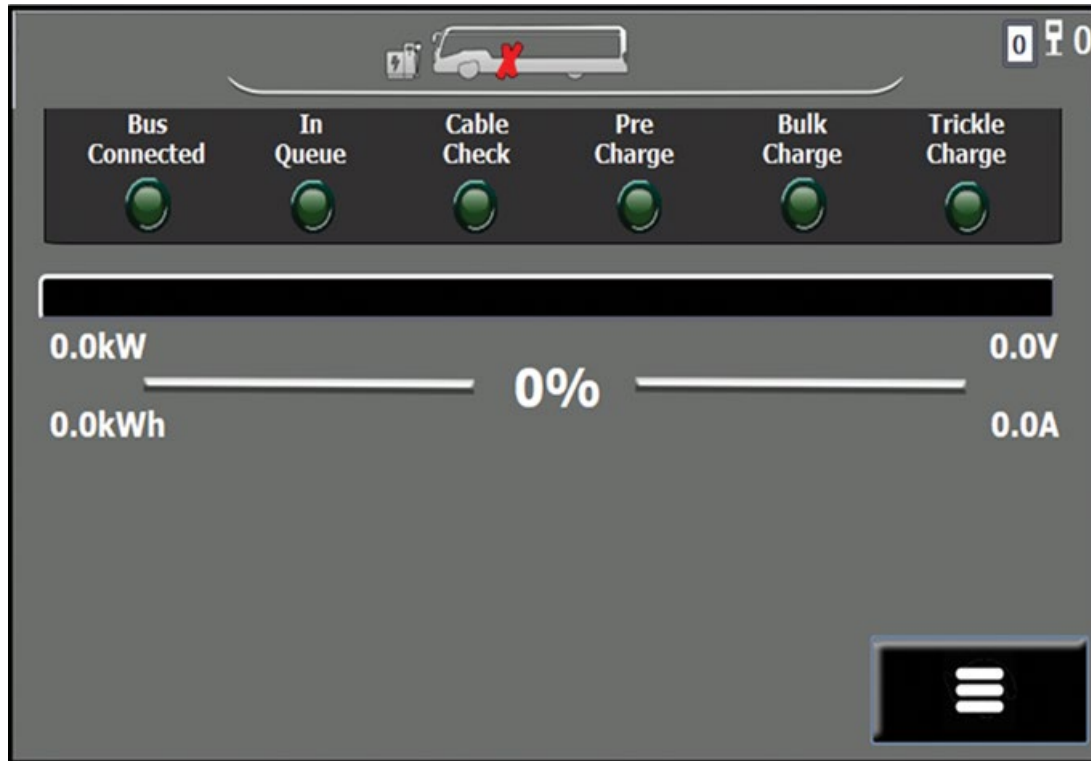 0 0
Bus Connected
In Queue
Cable Check
Pre Charge
Bulk Charge
Trickle Charge
0.0kW
0.0V
0%
0.0kWh
0.0A